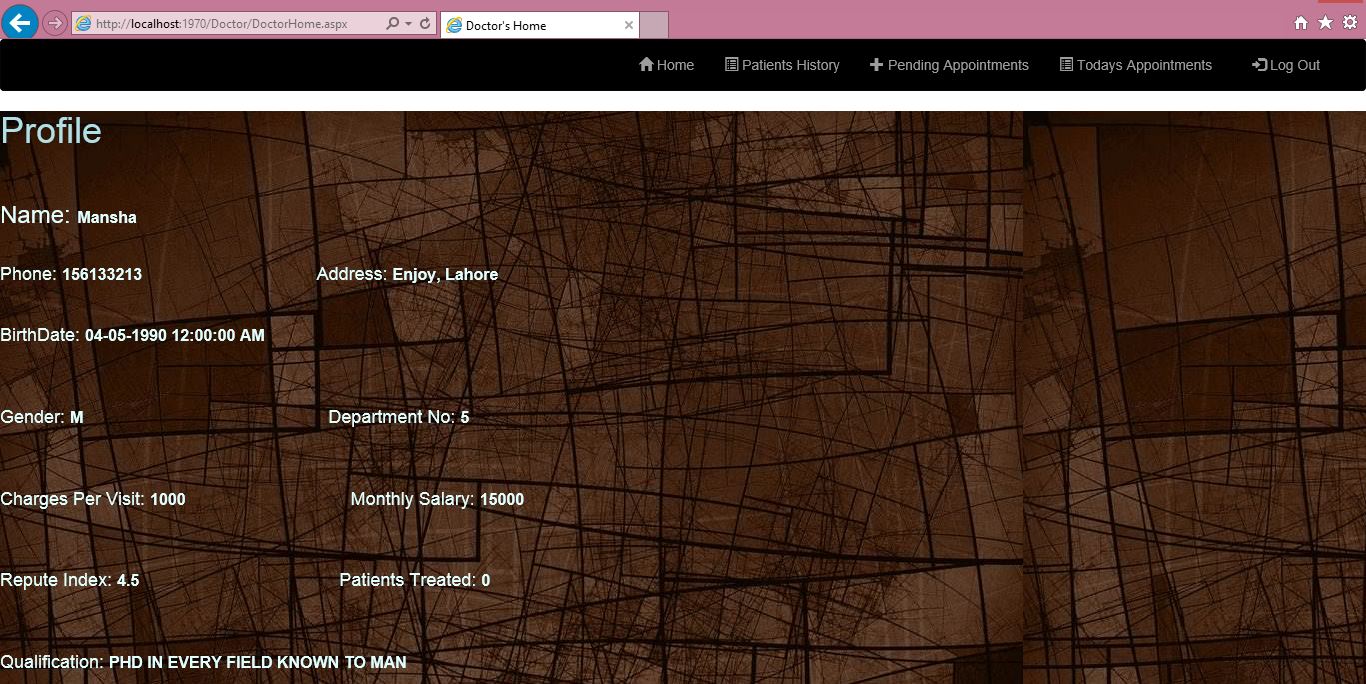 http://localhost:1970/Doctor/DoctorHome.aspx Doctor's Home
Home Patients History Pending Appointments Todays Appointments Log Out
Profile
Name: Mansha
Phone: 156133213 Address: Enjoy, Lahore
BirthDate: 04-05-1990 12:00:00 AM
Gender: M Department No: 5
Charges Per Visit: 1000 Monthly Salary: 15000
Repute Index: 4.5 Patients Treated: 0
Qualification: PHD IN EVERY FIELD KNOWN TO MAN